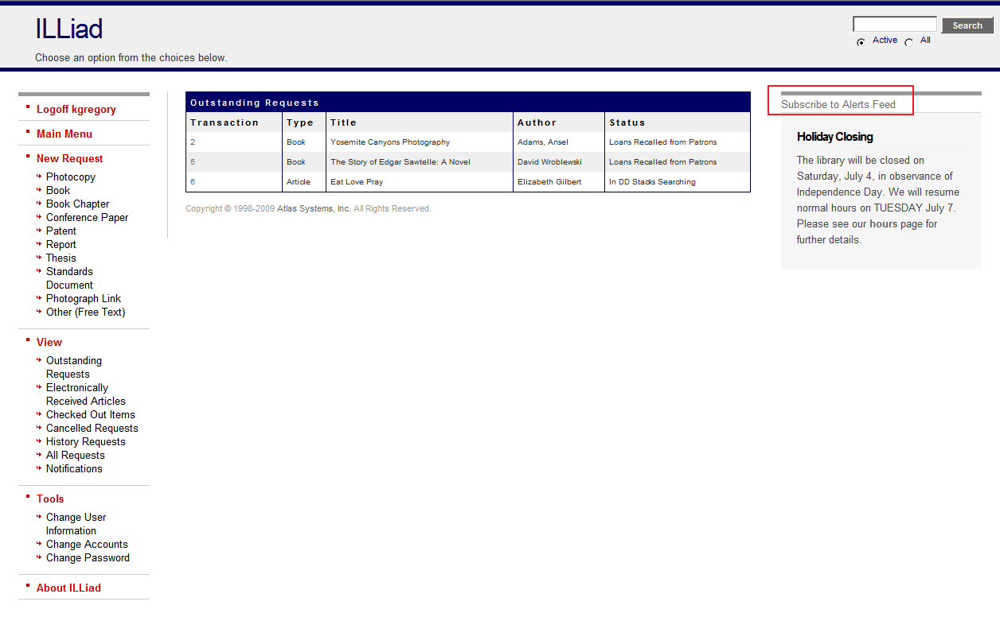 ILLiad
Choose an option from the choices below.
Search
Active All
Logoff kgregory
Main Menu
New Request
Photocopy
Book
Book Chapter
Conference Paper
Patent
Report
Thesis
Standards
Document
Photograph Link
Other (Free Text)
View
Outstanding
Requests
Electronically
Received Articles
Checked Out Items
Cancelled Requests
History Requests
All Requests
Notifications
Tools
Change User
Information
Change Accounts
Change Password
About ILLiad
Outstanding Requests
Transaction Type Title Author Status
2 Book Yosemite Canyons Photography Adams, Ansel Loans Recalled from Patrons
5 Book The Story of Edgar Sawtelle: A Novel David Wroblewski Loans Recalled from Patrons
6 Article Eat Love Pray Elizabeth Gilbert In DD Stacks Searching
Copyright © 1998-2009 Atlas Systems, Inc. All Rights Reserved.
Subscribe to Alerts Feed
Holiday Closing
The library will be closed on
Saturday, July 4, in observance of
Independence Day. We will resume
normal hours on TUESDAY July 7.
Please see our hours page for
further details.